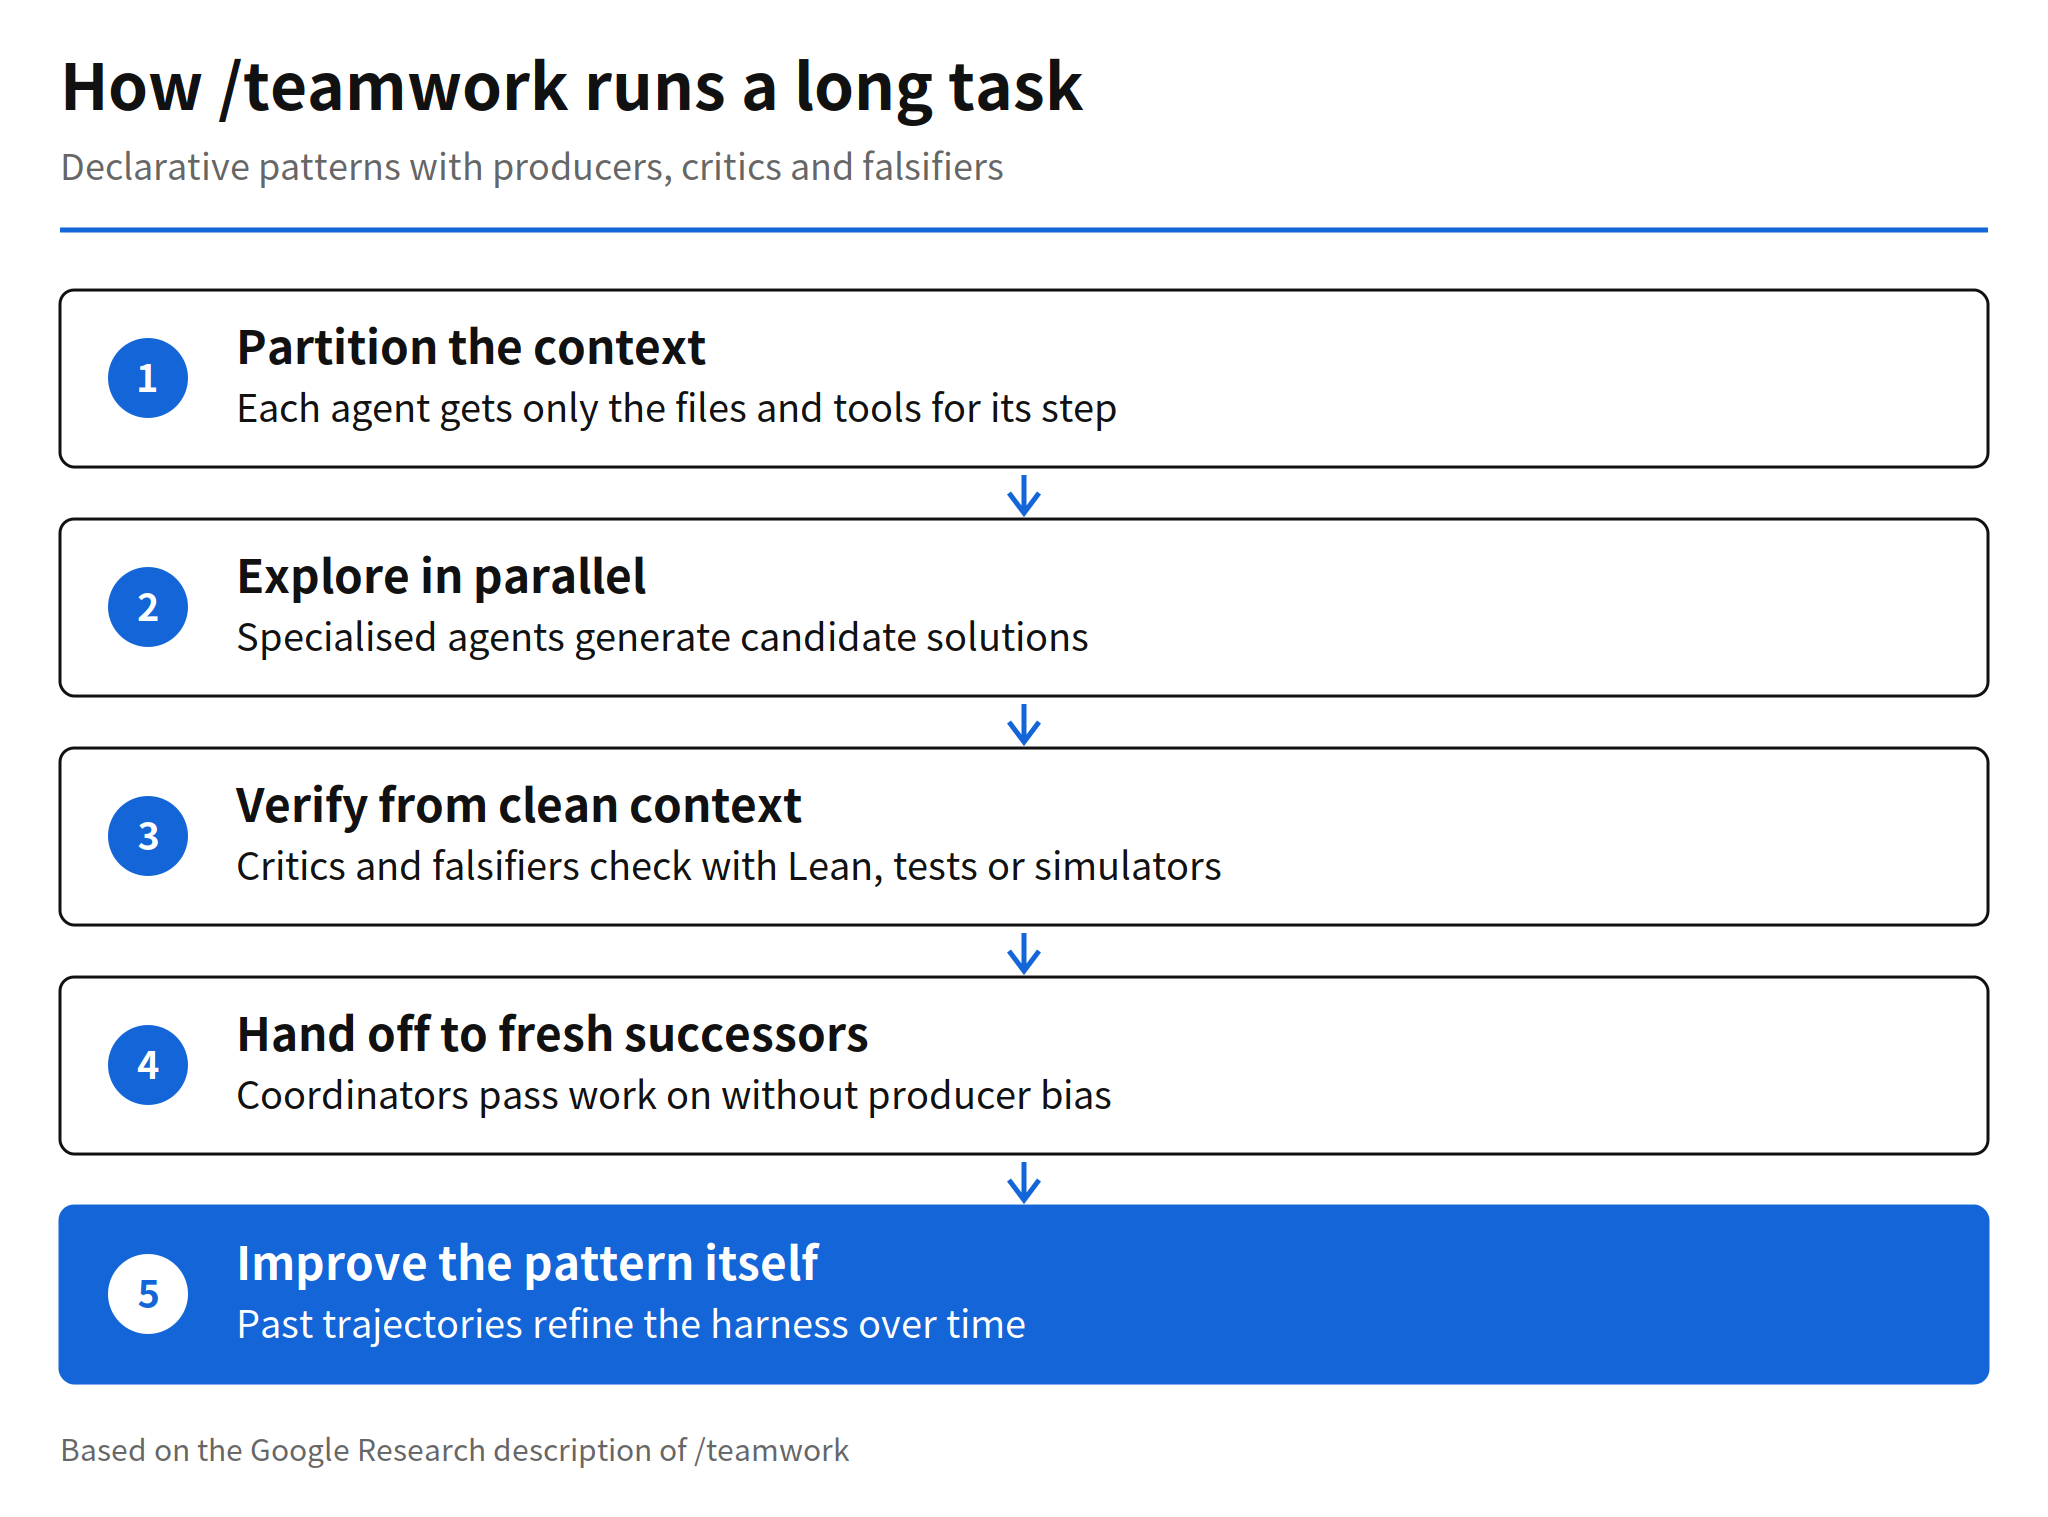 How /teamwork runs a long task
Declarative patterns with producers, critics and falsifiers
1
Partition the context
Each agent gets only the files and tools for its step
2
Explore in parallel
Specialised agents generate candidate solutions
3
Verify from clean context
Critics and falsifiers check with Lean, tests or simulators
4
Hand off to fresh successors
Coordinators pass work on without producer bias
5
Improve the pattern itself
Past trajectories refine the harness over time
Based on the Google Research description of /teamwork